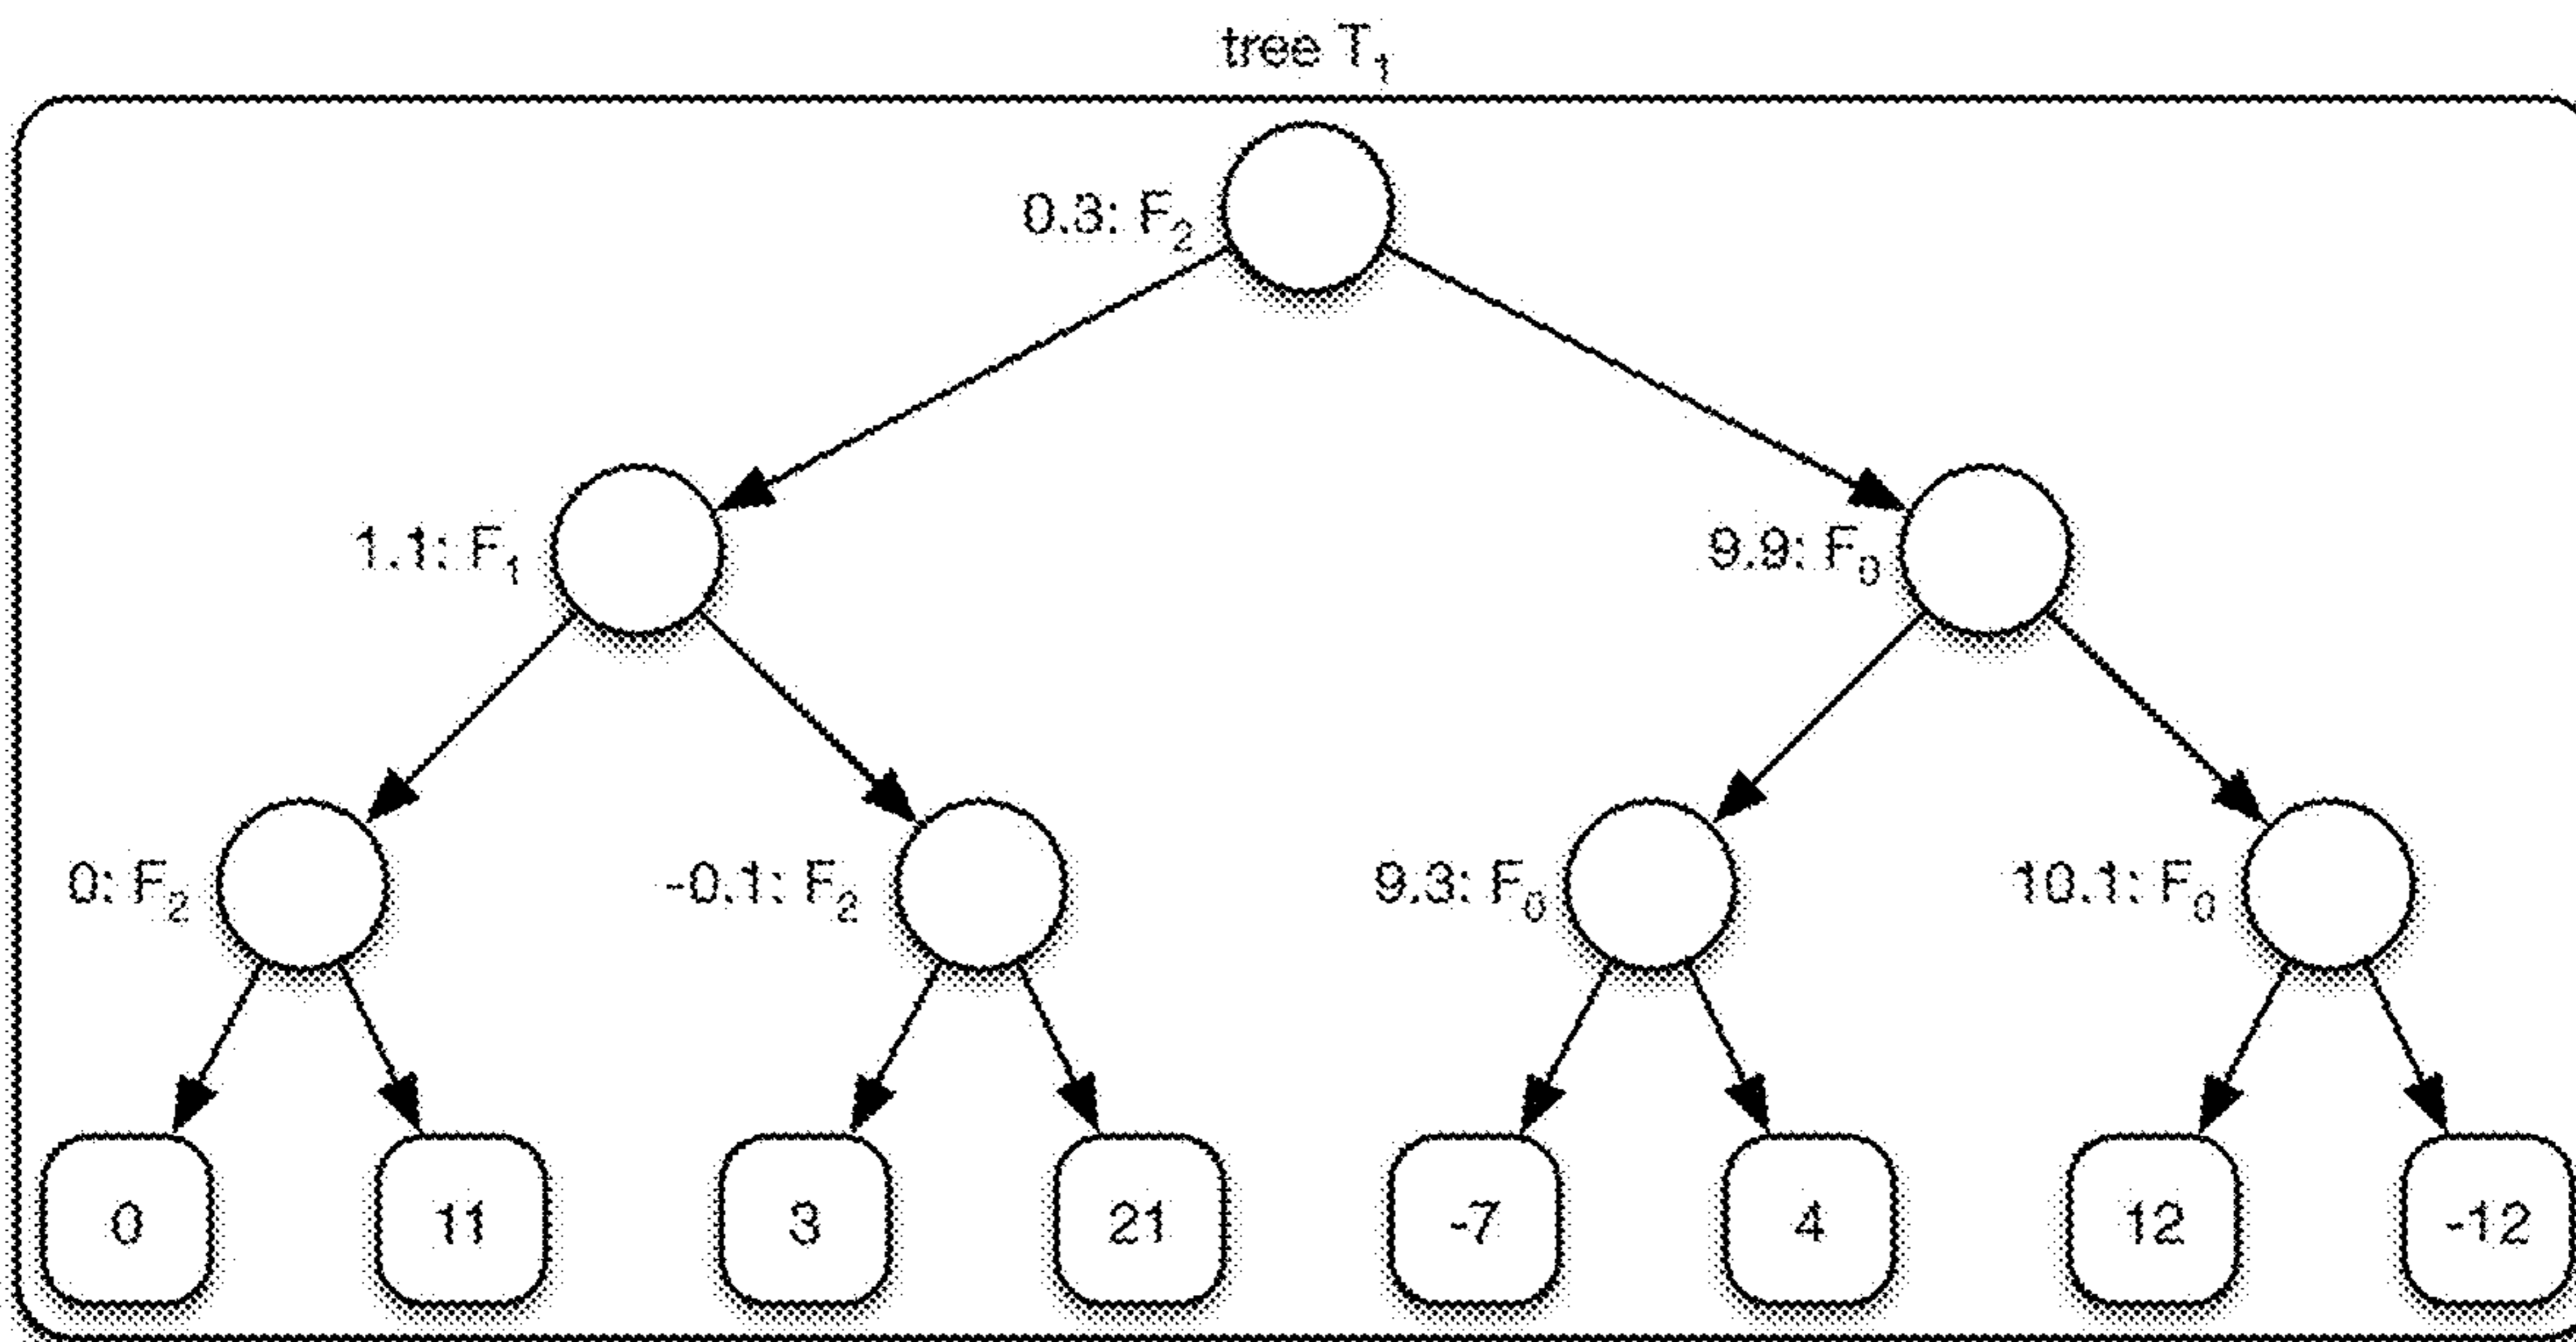 tree T₁
0.3: F₂
1.1: F₁
9.9: F₀
0: F₂
-0.1: F₂
9.3: F₀
10.1: F₀
0
11
3
21
-7
4
12
-12